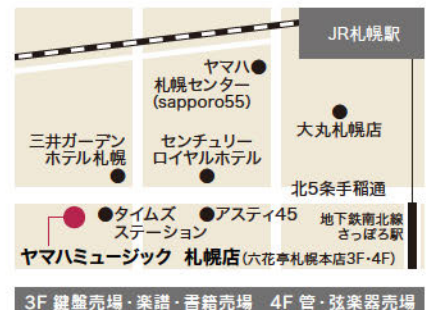 JR札幌駅
ヤマハ
札幌センター
(sapporo55)
大丸札幌店
三井ガーデン
ホテル札幌
センチュリー
ロイヤルホテル
北5条手稲通
タイムズ
ステーション
アスティ45
地下鉄南北線
さっぽろ駅
ヤマハミュージック 札幌店(六花亭札幌本店3F・4F)
3F 鍵盤売場・楽譜・書籍売場 4F 管・弦楽器売場